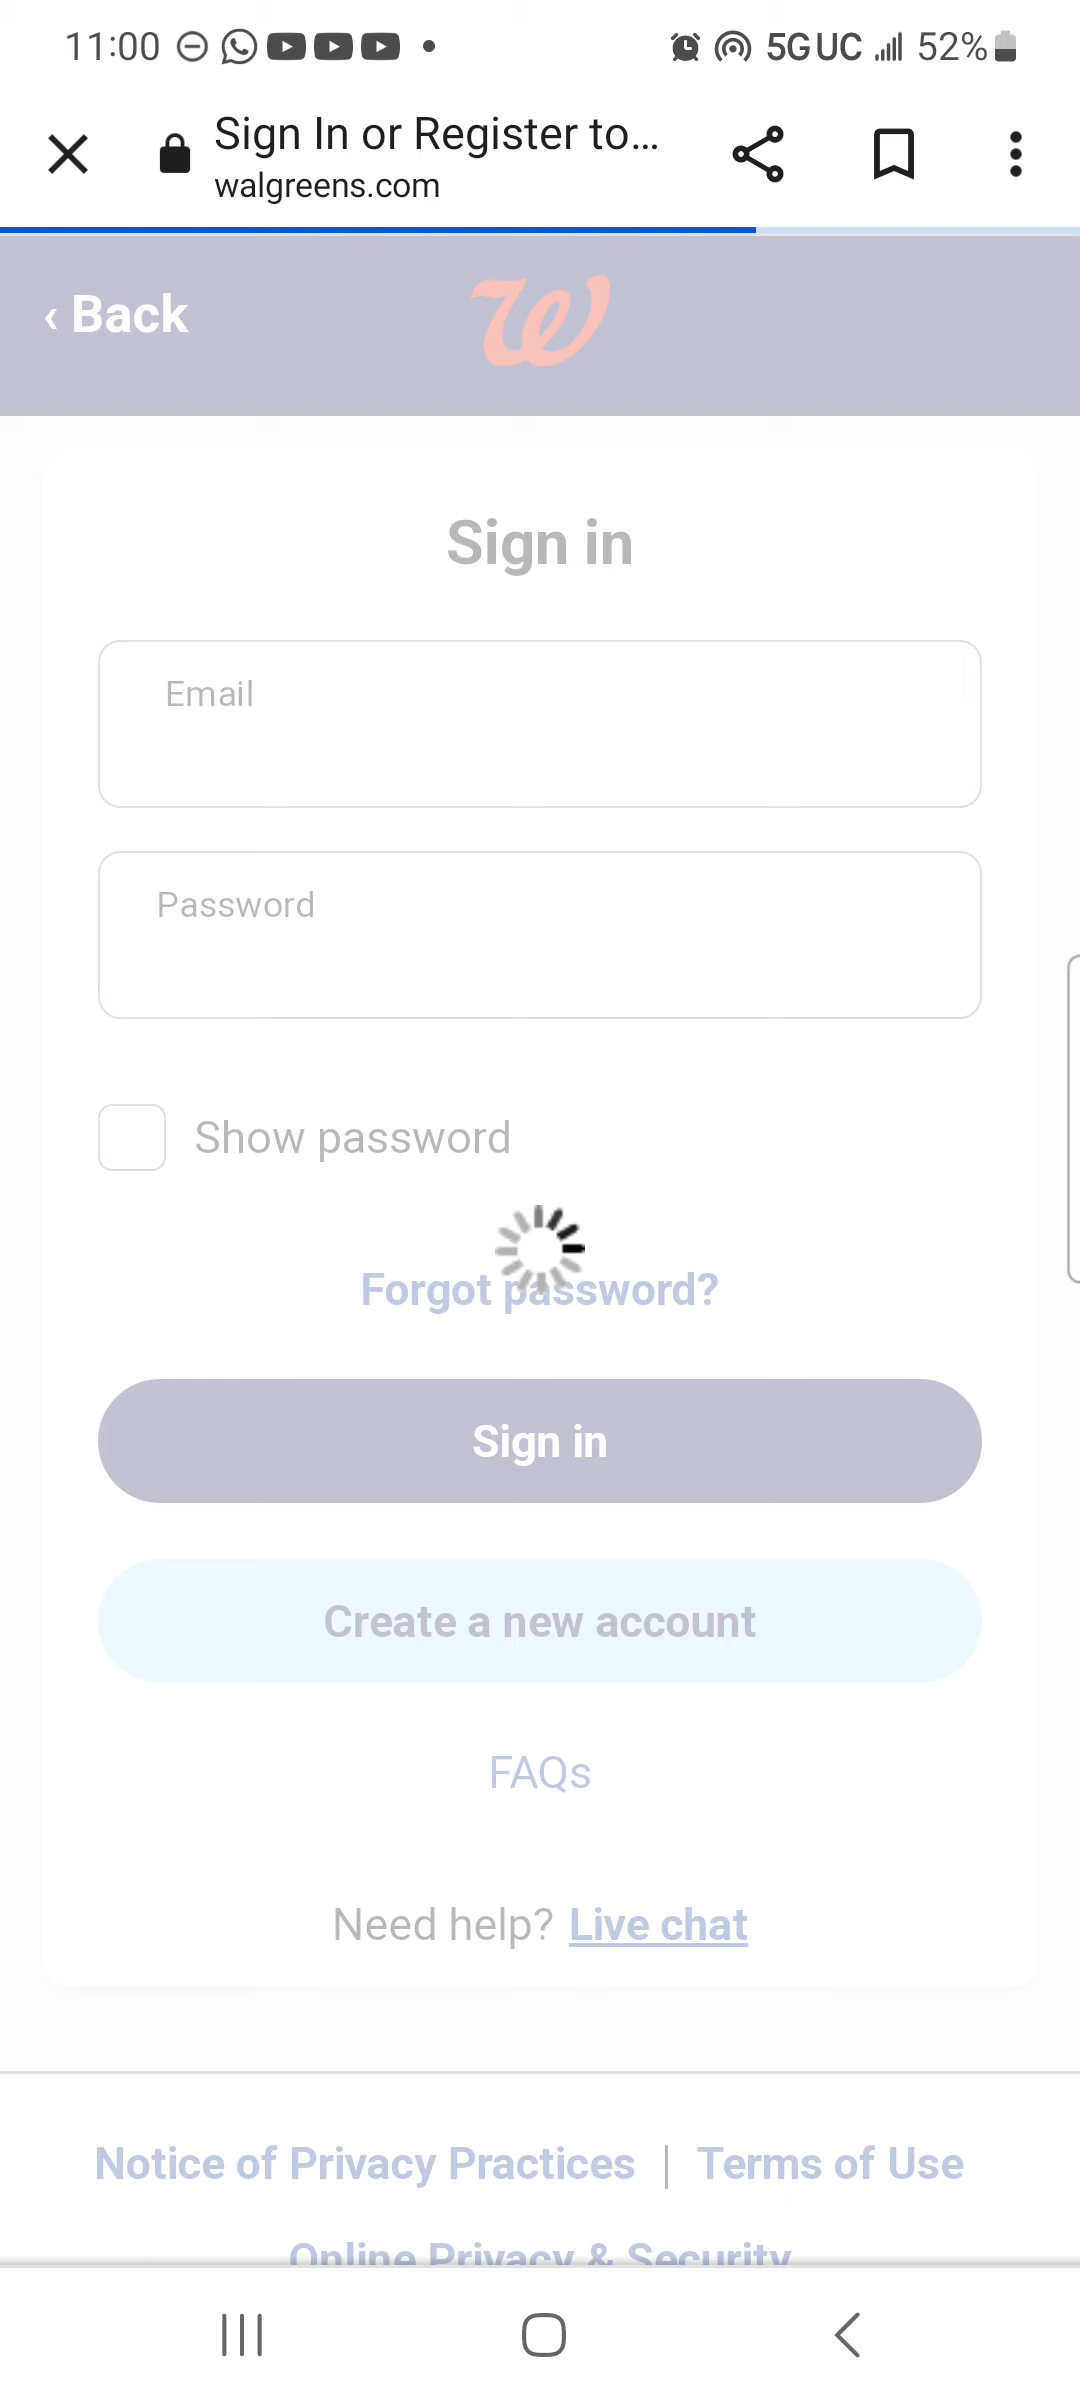 11:00 5G UC 52%
Sign In or Register to...
walgreens.com
‹ Back
Sign in
Email
Password
Show password
Forgot password?
Sign in
Create a new account
FAQs
Need help? Live chat
Notice of Privacy Practices | Terms of Use
Online Privacy & Security